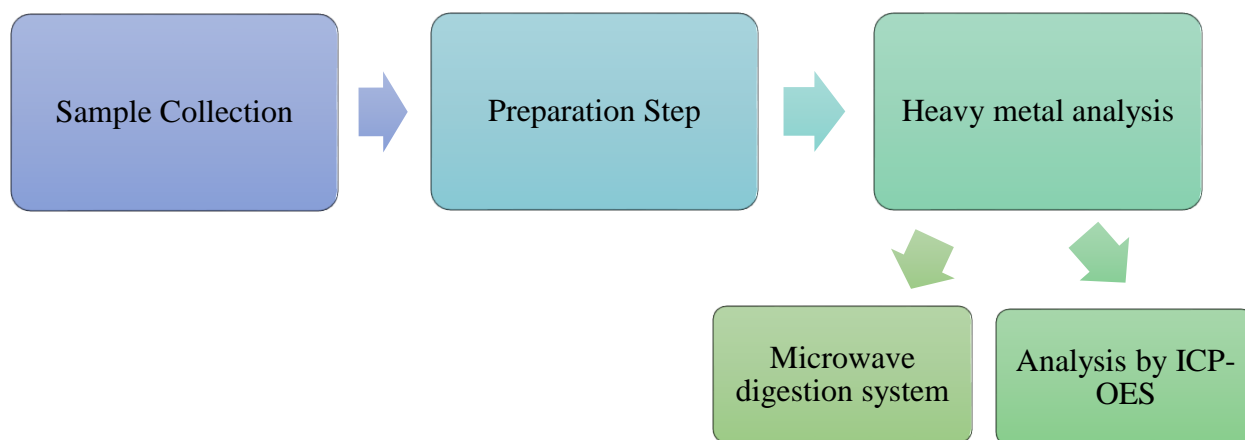 Sample Collection
Preparation Step
Heavy metal analysis
Microwave
digestion system
Analysis by ICP-
OES